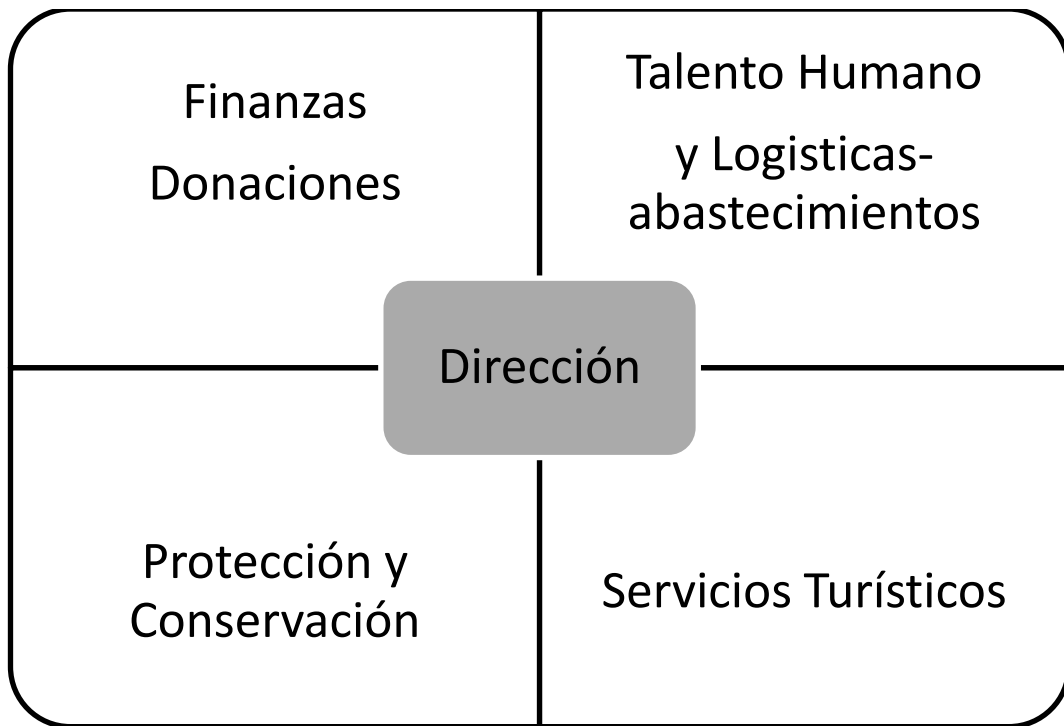 Finanzas
Donaciones
Talento Humano
y Logisticas-
abastecimientos
Dirección
Protección y
Conservación
Servicios Turísticos